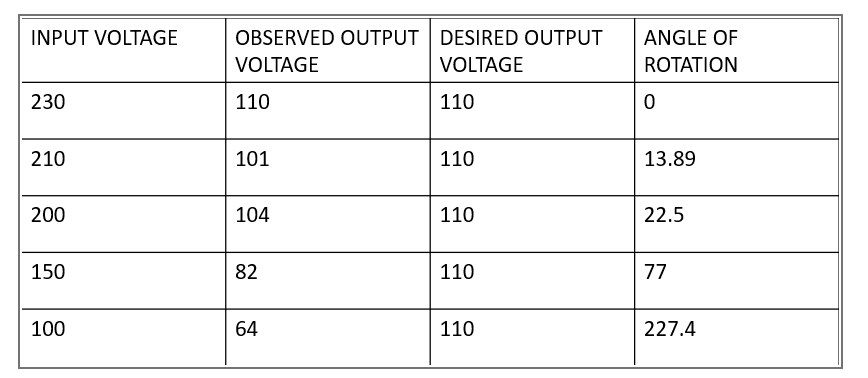 INPUT VOLTAGE OBSERVED OUTPUT VOLTAGE DESIRED OUTPUT VOLTAGE ANGLE OF ROTATION
230 110 110 0
210 101 110 13.89
200 104 110 22.5
150 82 110 77
100 64 110 227.4